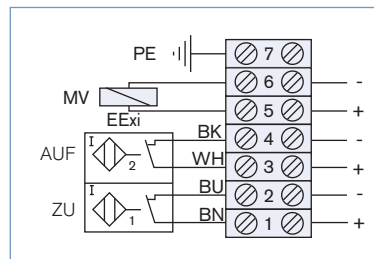 PE 7
6 -
MV 5 +
EExi
I BK 4 -
AUF 2 WH 3 +
I BU 2 -
ZU 1 BN 1 +